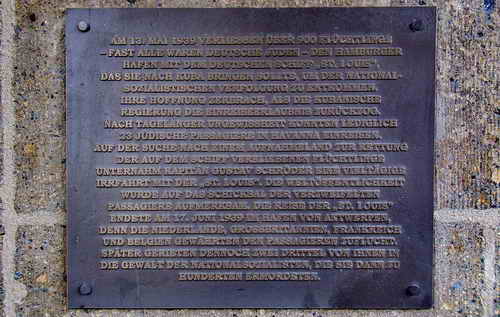 AM 13. MAI 1939 VERLIESSEN ÜBER 900 FLÜCHTLINGE
– FAST ALLE WAREN DEUTSCHE JUDEN – DEN HAMBURGER
HAFEN MIT DEM DEUTSCHEN SCHIFF „ST. LOUIS“,
DAS SIE NACH KUBA BRINGEN SOLLTE, UM DER NATIONAL-
SOZIALISTISCHEN VERFOLGUNG ZU ENTKOMMEN.
IHRE HOFFNUNG ZERBRACH, ALS DIE KUBANISCHE
REGIERUNG DIE EINREISEERLAUBNIS ZURÜCKZOG.
NACH TAGELANGER UNGEWISSHEIT KONNTEN LEDIGLICH
23 JÜDISCHE PASSAGIERE IN HAVANNA EINREISEN.
AUF DER SUCHE NACH EINEM AUFNAHMELAND ZUR RETTUNG
DER AUF DEM SCHIFF VERBLIEBENEN FLÜCHTLINGE
UNTERNAHM KAPITÄN GUSTAV SCHRÖDER EINE
IRRFAHRT MIT DER „ST. LOUIS“. DIE WELTÖFFENTLICHKEIT
WURDE AUF DAS SCHICKSAL DER VERZWEIFELTEN
PASSAGIERE AUFMERKSAM. DIE REISE DER „ST. LOUIS“
ENDETE AM 17. JUNI 1939 IM HAFEN VON ANTWERPEN,
DENN DIE NIEDERLANDE, GROSSBRITANNIEN, FRANKREICH
UND BELGIEN GEWÄHRTEN DEN PASSAGIEREN ZUFLUCHT.
SPÄTER GERIETEN DENNOCH ZWEI DRITTEL VON IHNEN IN
DIE GEWALT DER NATIONALSOZIALISTEN, DIE SIE DANN ZU
HUNDERTEN ERMORDETEN.